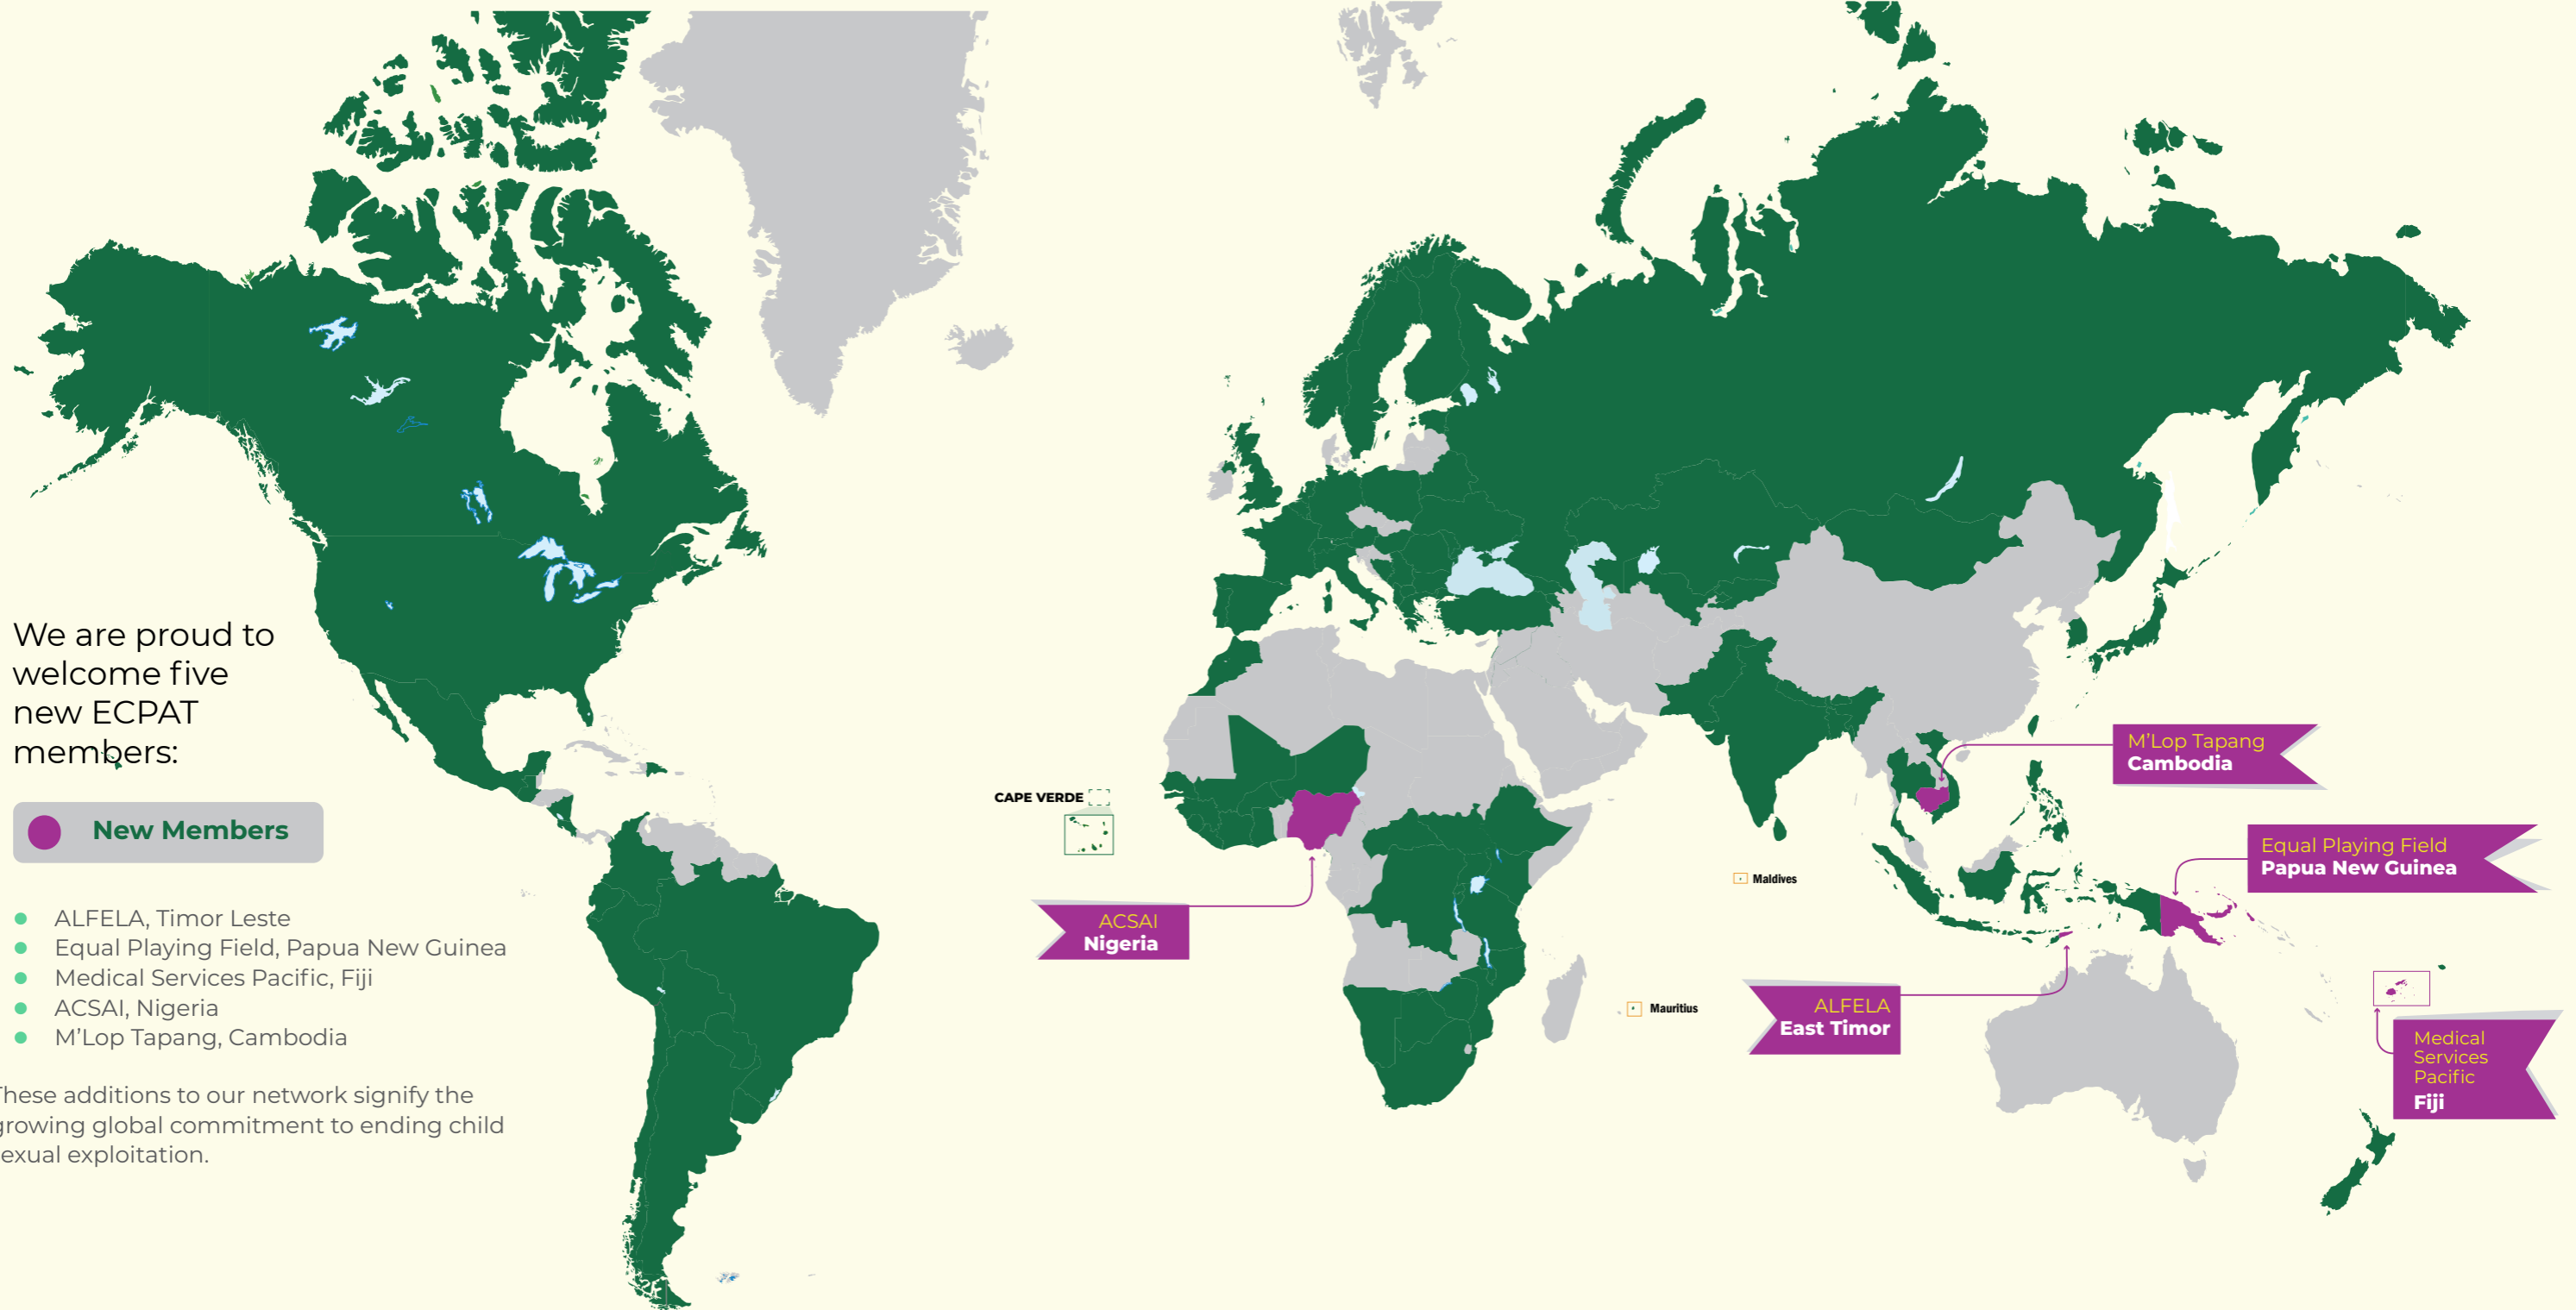 We are proud to
welcome five
new ECPAT
members:
New Members
ALFELA, Timor Leste
Equal Playing Field, Papua New Guinea
Medical Services Pacific, Fiji
ACSAI, Nigeria
M’Lop Tapang, Cambodia
These additions to our network signify the
growing global commitment to ending child
exual exploitation.
CAPE VERDE
ACSAI
Nigeria
Maldives
Mauritius
M’Lop Tapang
Cambodia
Equal Playing Field
Papua New Guinea
ALFELA
East Timor
Medical
Services
Pacific
Fiji